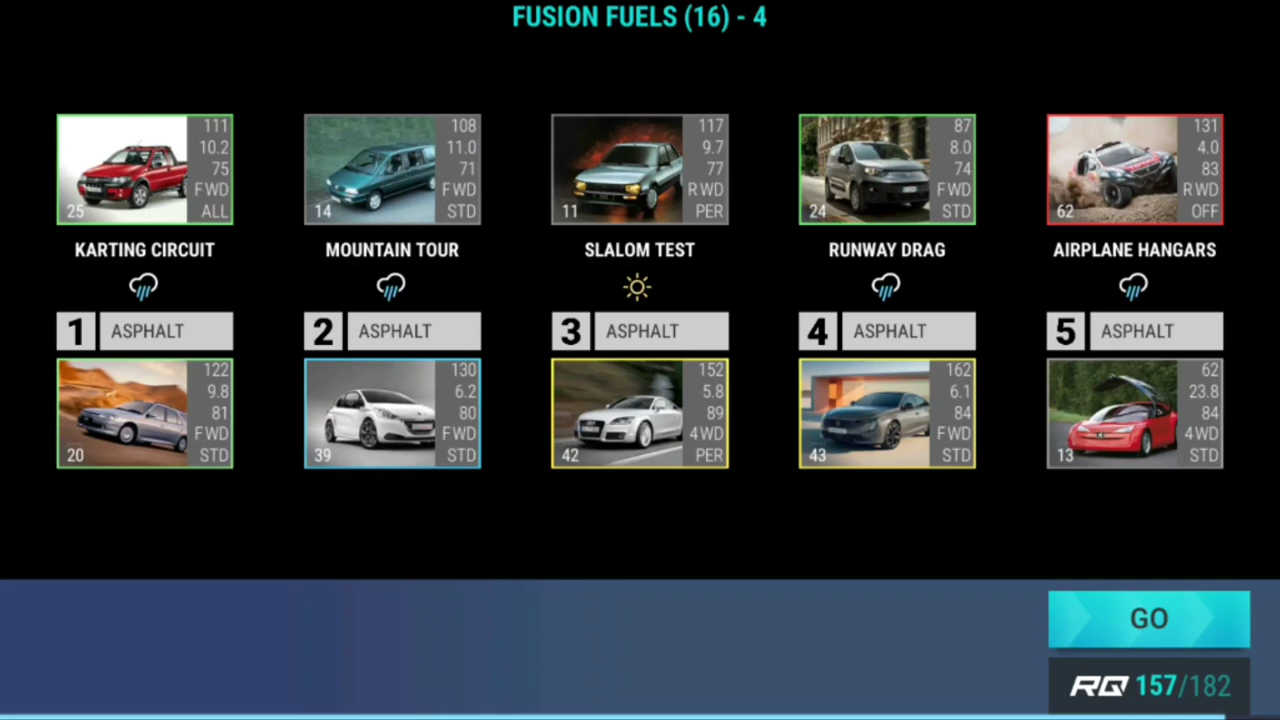 FUSION FUELS (16) - 4
111
10.2
75
FWD
25 ALL
108
11.0
71
FWD
14 STD
117
9.7
77
RWD
11 PER
87
8.0
74
FWD
24 STD
131
4.0
83
RWD
62 OFF
KARTING CIRCUIT
MOUNTAIN TOUR
SLALOM TEST
RUNWAY DRAG
AIRPLANE HANGARS
1 ASPHALT
2 ASPHALT
3 ASPHALT
4 ASPHALT
5 ASPHALT
122
9.8
81
FWD
20 STD
130
6.2
80
FWD
39 STD
152
5.8
89
4WD
42 PER
162
6.1
84
FWD
43 STD
62
23.8
84
4WD
13 STD
GO
RQ 157/182